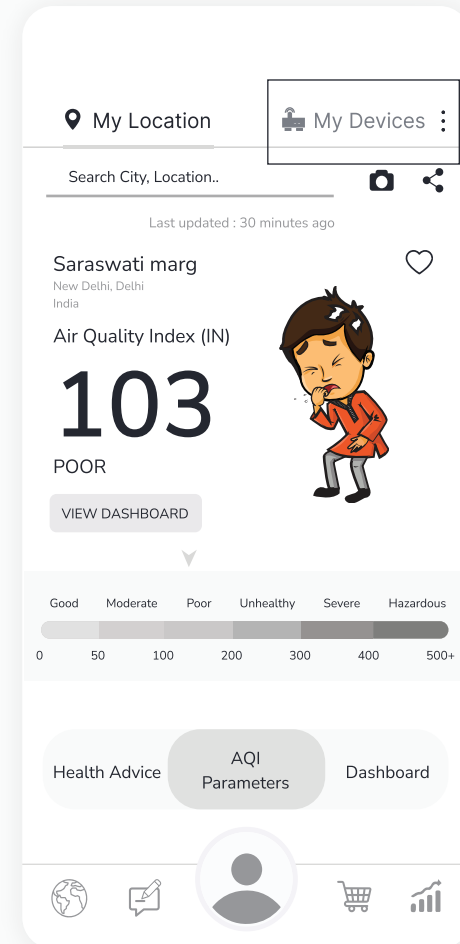 My Location
My Devices
Search City, Location..
Last updated : 30 minutes ago
Saraswati marg
New Delhi, Delhi
India
Air Quality Index (IN)
103
POOR
VIEW DASHBOARD
Good Moderate Poor Unhealthy Severe Hazardous
0 50 100 200 300 400 500+
Health Advice
AQI
Parameters
Dashboard